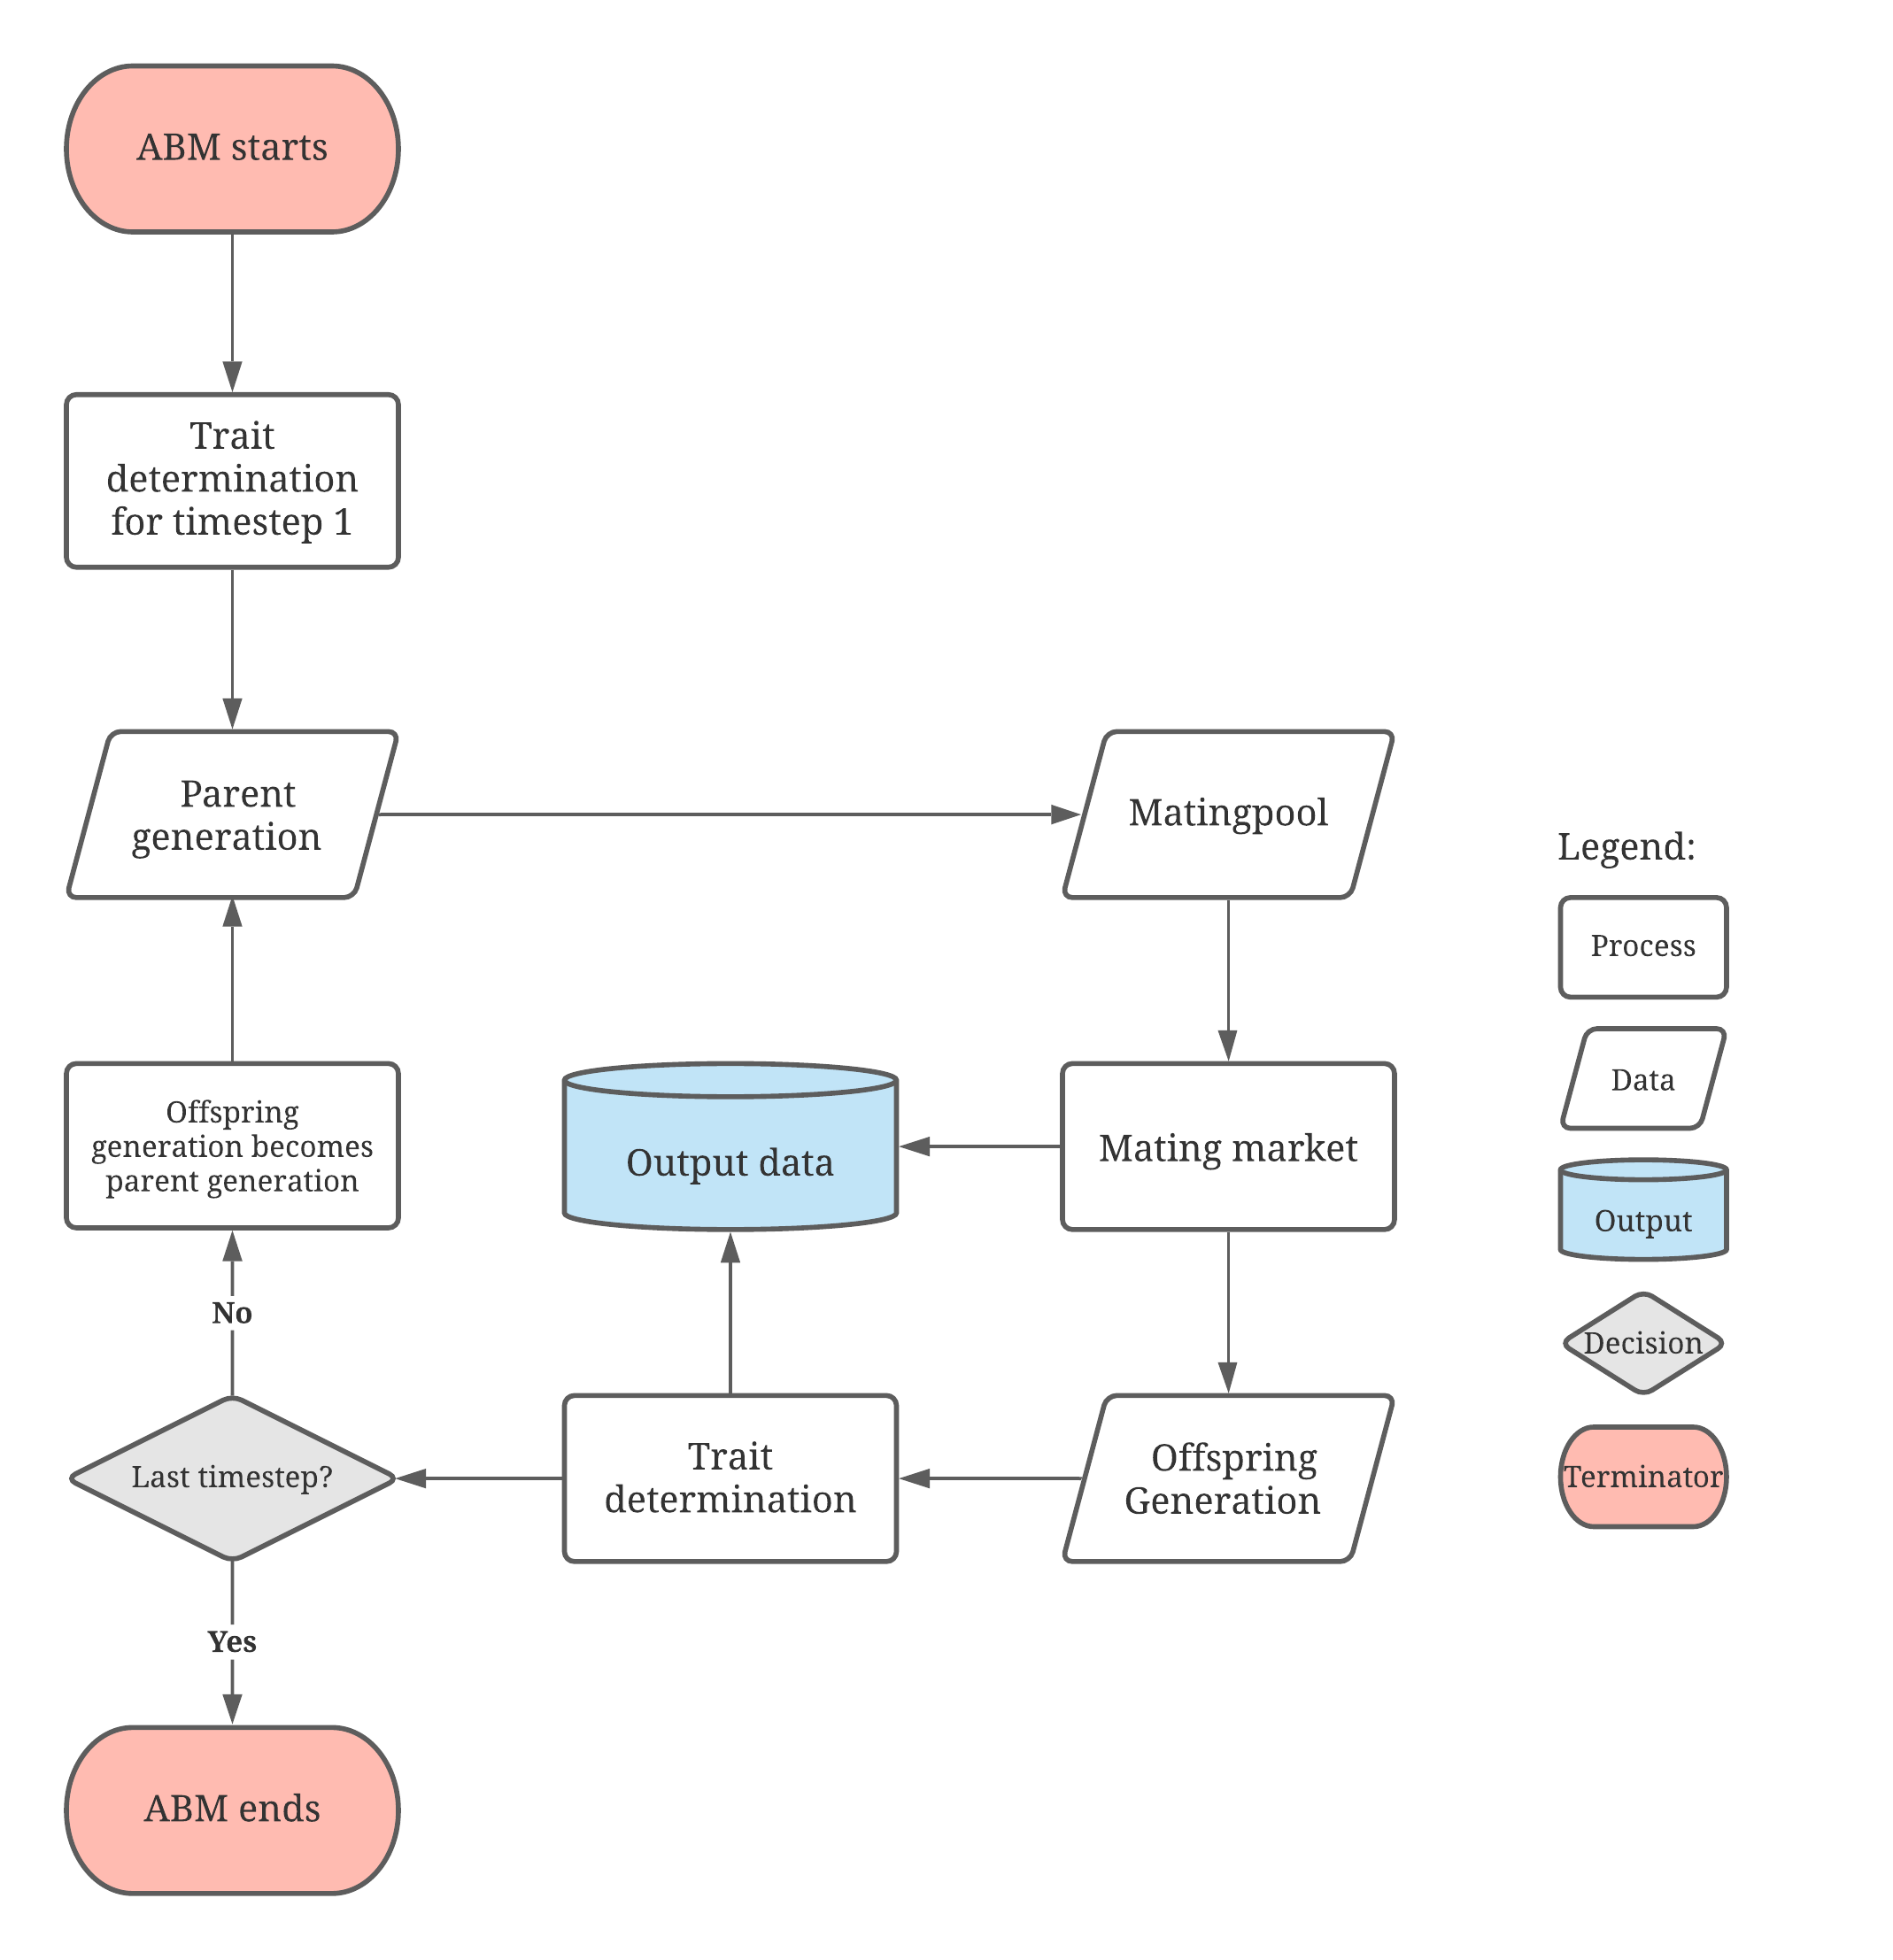 ABM starts
Trait
determination
for timestep 1
Parent
generation
Matingpool
Legend:
Process
Data
Output
Decision
Terminator
Offspring
generation becomes
parent generation
Output data
Mating market
No
Last timestep?
Trait
determination
Offspring
Generation
Yes
ABM ends